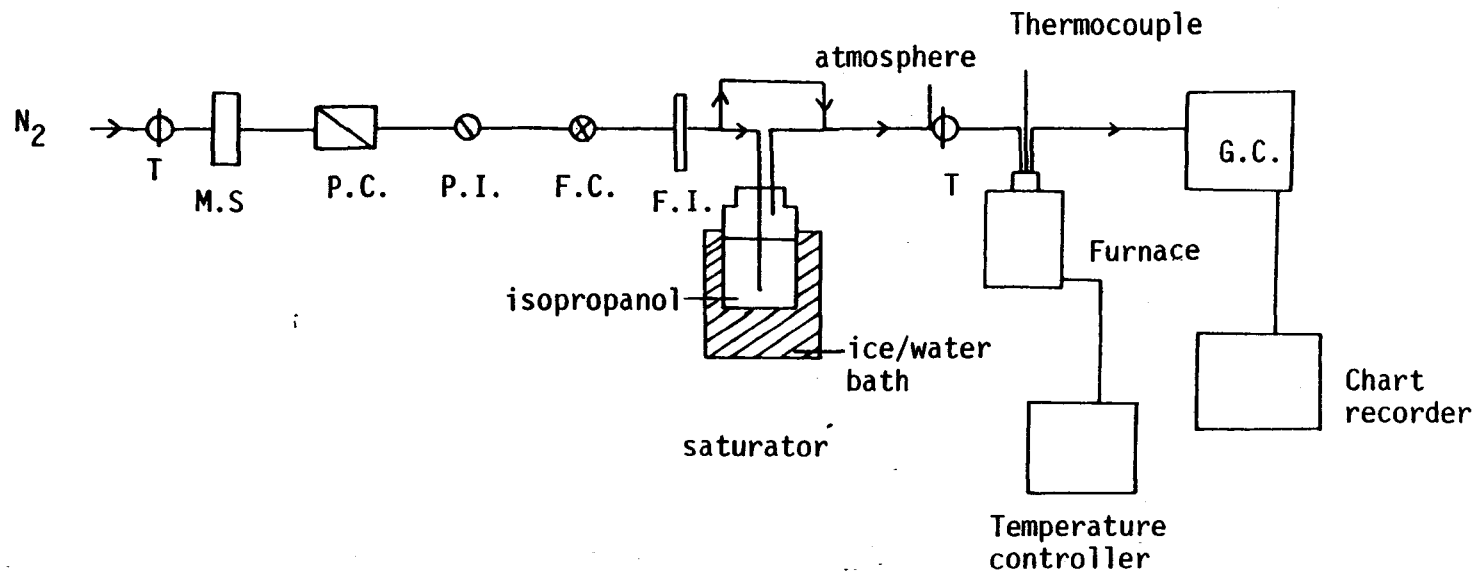 Thermocouple
atmosphere
N2
T
M.S
P.C.
P.I.
F.C.
F.I.
T
G.C.
Furnace
isopropanol
ice/water
bath
Chart
recorder
saturator
Temperature
controller